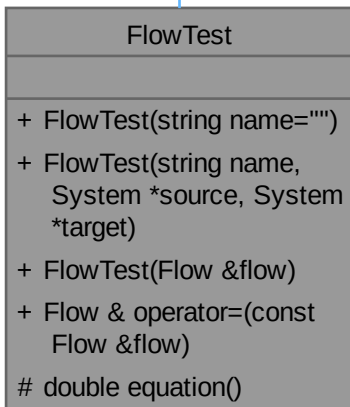 FlowTest
+ FlowTest(string name="")
+ FlowTest(string name,
System *source, System
*target)
+ FlowTest(Flow &flow)
+ Flow & operator=(const
Flow &flow)
# double equation()